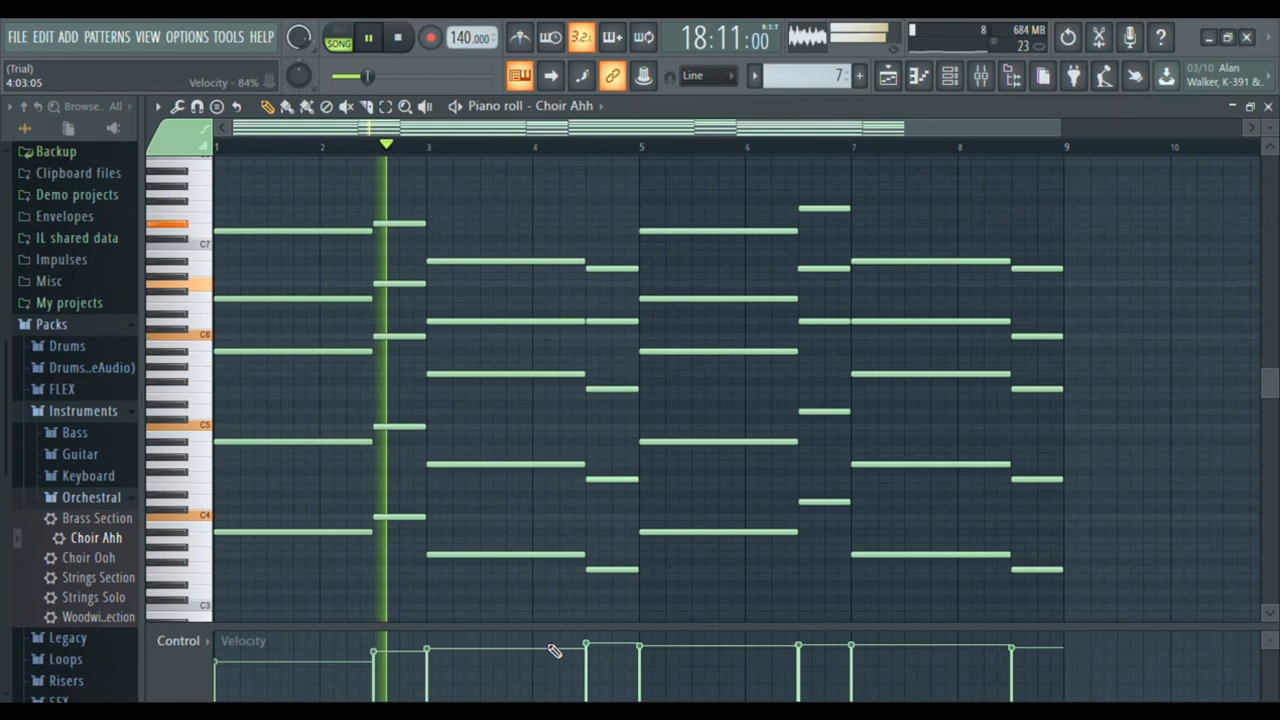 FILE EDIT ADD PATTERNS VIEW OPTIONS TOOLS HELP
PAT
SONG
140.000
3.2.
18:11:00
B:S:T
8
684 MB
23
(Trial)
4:03:05
Velocity - 84%
Line
7
03/10 Alan
Walker, K-391 &
Browse.. All
Piano roll - Choir Ahh
1 2 3 4 5 6 7 8 9 10
Backup
Clipboard files
Demo projects
Envelopes
IL shared data
Impulses
Misc
My projects
Packs
Drums
Drums..eAudio)
FLEX
Instruments
Bass
Guitar
Keyboard
Orchestral
Brass Section
Choir Ahh
Choir Ooh
Strings Section
Strings Solo
Woodwi..ection
Legacy
Loops
Risers
C7
C6
C5
C4
C3
Control
Velocity